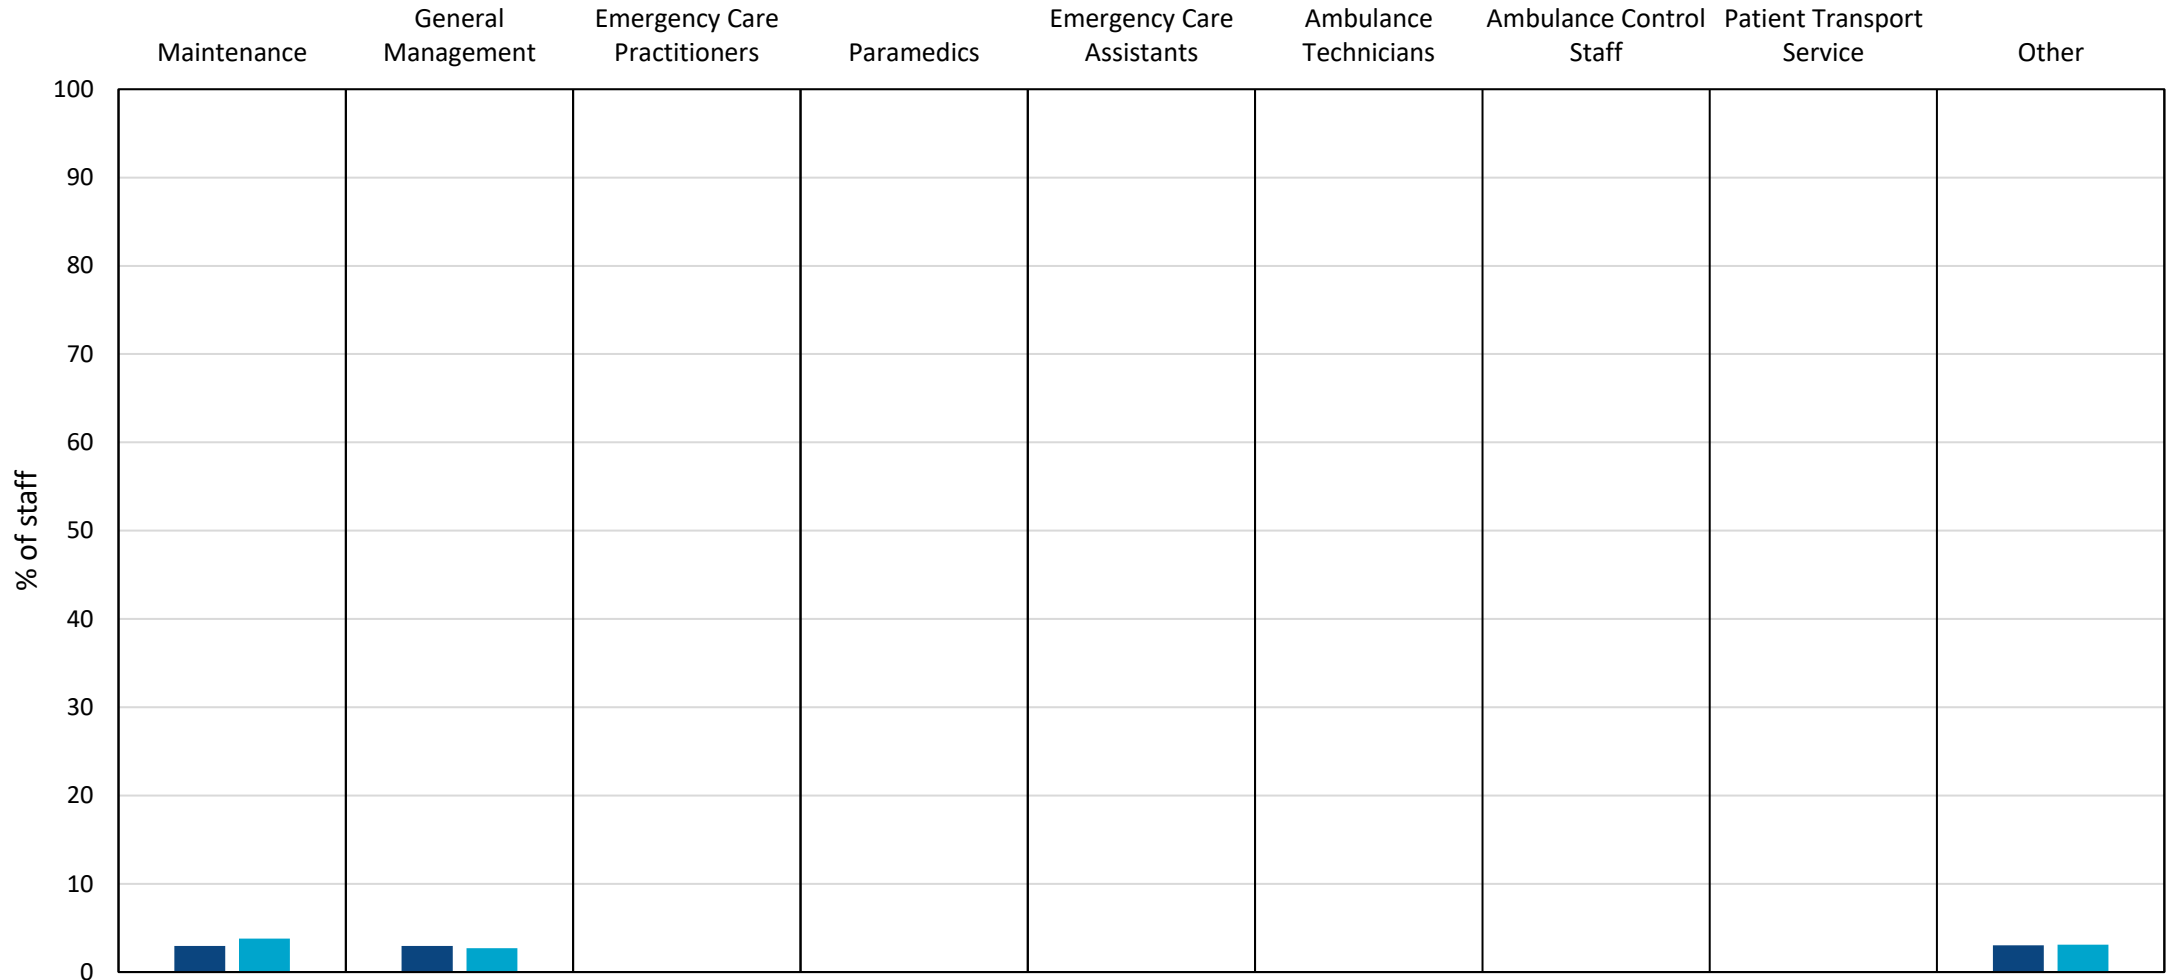 Maintenance
General
Management
Emergency Care
Practitioners
Paramedics
Emergency Care
Assistants
Ambulance
Technicians
Ambulance Control
Staff
Patient Transport
Service
Other
100
90
80
70
60
50
40
30
20
10
0
% of staff